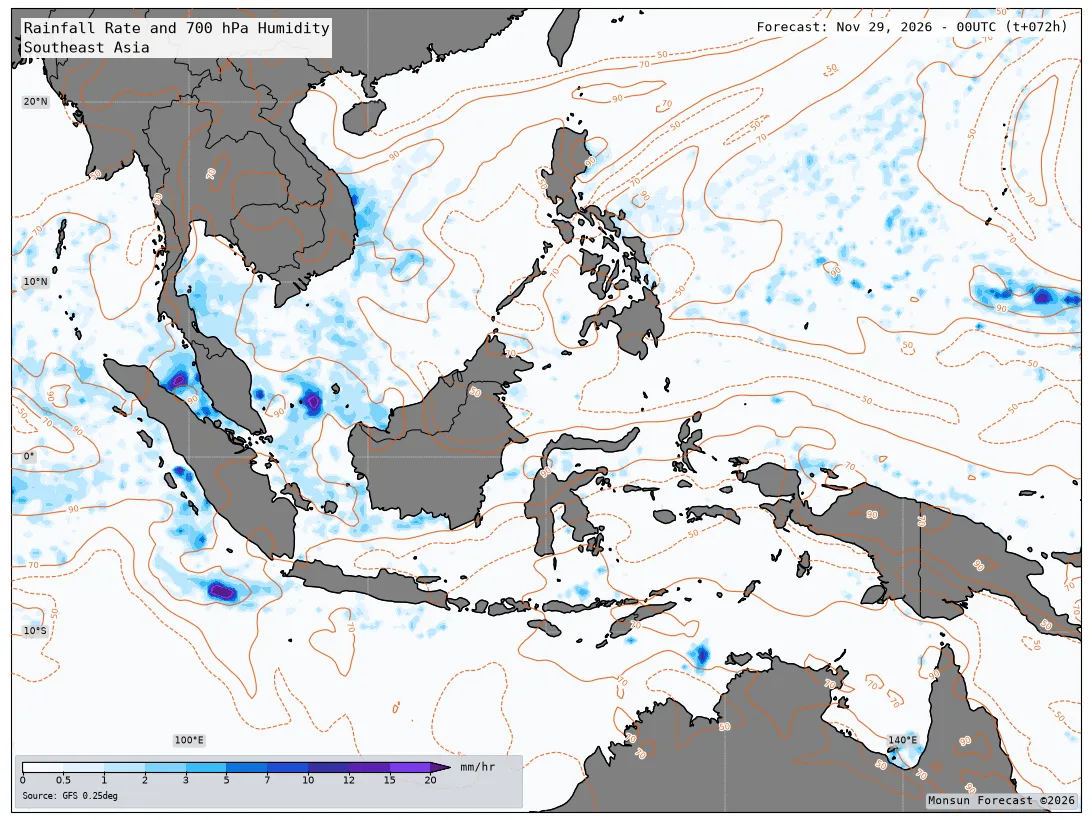 Rainfall Rate and 700 hPa Humidity
Southeast Asia
Forecast: Nov 29, 2026 - 00UTC (t+072h)
20°N
10°N
0°
10°S
100°E
140°E
0 0.5 1 2 3 5 7 10 12 15 20 mm/hr
Source: GFS 0.25deg
Monsun Forecast ©2026